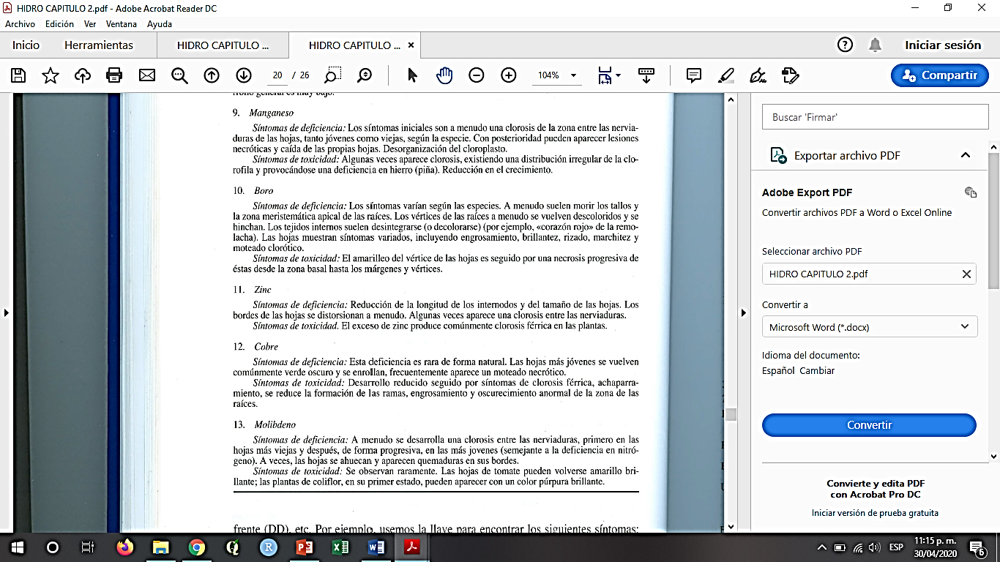 HIDRO CAPITULO 2.pdf - Adobe Acrobat Reader DC
Archivo Edición Ver Ventana Ayuda
Inicio Herramientas HIDRO CAPITULO ... HIDRO CAPITULO ... × Iniciar sesión
20 / 26 104% Compartir
trono general es muy bajo.
9. Manganeso
Síntomas de deficiencia: Los síntomas iniciales son a menudo una clorosis de la zona entre las nervia-
duras de las hojas, tanto jóvenes como viejas, según la especie. Con posterioridad pueden aparecer lesiones
necróticas y caída de las propias hojas. Desorganización del cloroplasto.
Síntomas de toxicidad: Algunas veces aparece clorosis, existiendo una distribución irregular de la clo-
rofila y provocándose una deficiencia en hierro (piña). Reducción en el crecimiento.
10. Boro
Síntomas de deficiencia: Los síntomas varían según las especies. A menudo suelen morir los tallos y
la zona meristemática apical de las raíces. Los vértices de las raíces a menudo se vuelven descoloridos y se
hinchan. Los tejidos internos suelen desintegrarse (o decolorarse) (por ejemplo, «corazón rojo» de la remo-
lacha). Las hojas muestran síntomas variados, incluyendo engrosamiento, brillantez, rizado, marchitez y
moteado clorótico.
Síntomas de toxicidad: El amarilleo del vértice de las hojas es seguido por una necrosis progresiva de
éstas desde la zona basal hasta los márgenes y vértices.
11. Zinc
Síntomas de deficiencia: Reducción de la longitud de los internodos y del tamaño de las hojas. Los
bordes de las hojas se distorsionan a menudo. Algunas veces aparece una clorosis entre las nerviaduras.
Síntomas de toxicidad. El exceso de zinc produce comúnmente clorosis férrica en las plantas.
12. Cobre
Síntomas de deficiencia: Esta deficiencia es rara de forma natural. Las hojas más jóvenes se vuelven
comúnmente verde oscuro y se enrollan, frecuentemente aparece un moteado necrótico.
Síntomas de toxicidad: Desarrollo reducido seguido por síntomas de clorosis férrica, achaparra-
miento, se reduce la formación de las ramas, engrosamiento y oscurecimiento anormal de la zona de las
raíces.
13. Molibdeno
Síntomas de deficiencia: A menudo se desarrolla una clorosis entre las nerviaduras, primero en las
hojas más viejas y después, de forma progresiva, en las más jovenes (semejante a la deficiencia en nitró-
geno). A veces, las hojas se ahuecan y aparecen quemaduras en sus bordes.
Síntomas de toxicidad: Se observan raramente. Las hojas de tomate pueden volverse amarillo bri-
llante; las plantas de coliflor, en su primer estado, pueden aparecer con un color púrpura brillante.
frente (DD), etc. Por ejemplo, usemos la llave para encontrar los siguientes síntomas:
Buscar 'Firmar'
Exportar archivo PDF
Adobe Export PDF
Convertir archivos PDF a Word o Excel Online
Seleccionar archivo PDF
HIDRO CAPITULO 2.pdf
Convertir a
Microsoft Word (*.docx)
Idioma del documento:
Español Cambiar
Convertir
Convierte y edita PDF
con Acrobat Pro DC
Iniciar versión de prueba gratuita
ESP
11:15 p. m.
30/04/2020
6